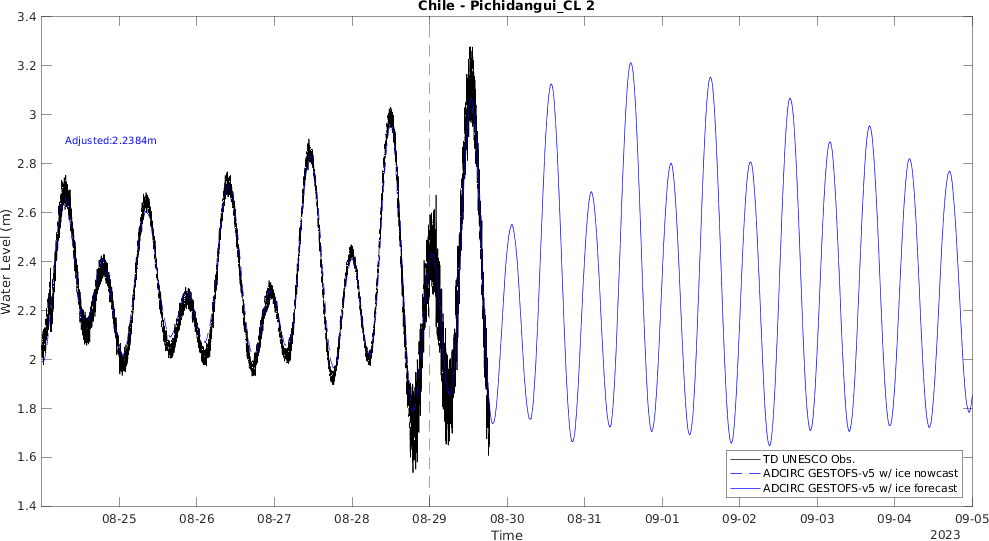 Chile - Pichidangui_CL 2
3.4
3.2
3
2.8
2.6
2.4
2.2
2
1.8
1.6
1.4
Water Level (m)
Adjusted:2.2384m
TD UNESCO Obs.
ADCIRC GESTOFS-v5 w/ ice nowcast
ADCIRC GESTOFS-v5 w/ ice forecast
08-25 08-26 08-27 08-28 08-29 08-30 08-31 09-01 09-02 09-03 09-04 09-05
Time
2023